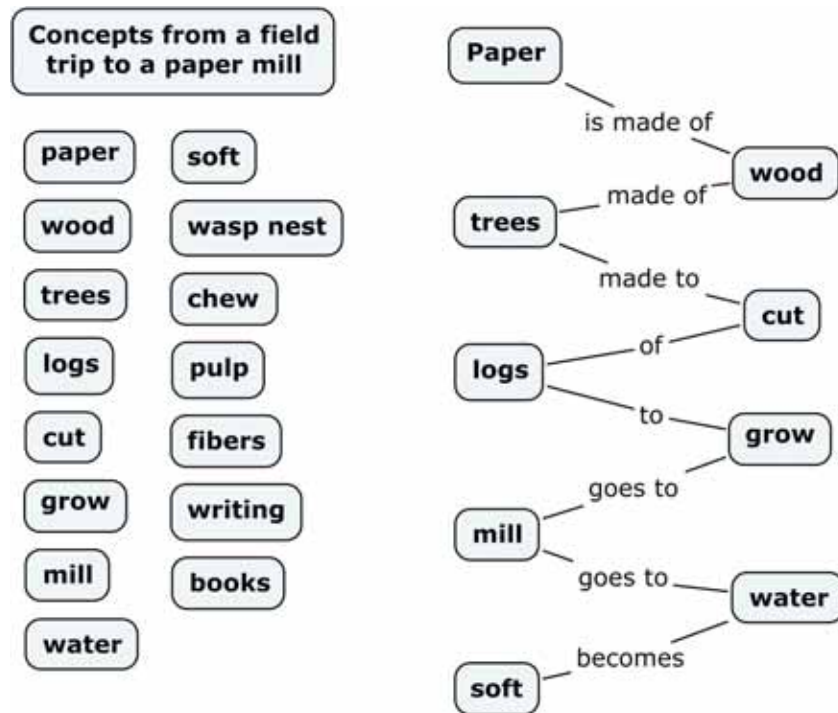 Concepts from a field
trip to a paper mill
paper
wood
trees
logs
cut
grow
mill
water
soft
wasp nest
chew
pulp
fibers
writing
books
Paper
is made of
wood
made of
trees
made to
cut
of
logs
to
grow
goes to
mill
goes to
water
becomes
soft